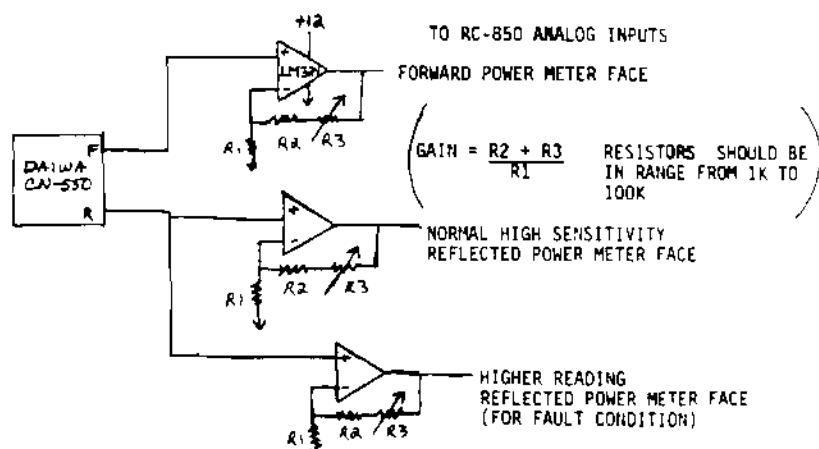 +12
TO RC-850 ANALOG INPUTS
+
LM32
-
FORWARD POWER METER FACE
R1
R2
R3
F
DAIWA
CN-550
R
GAIN = R2 + R3
R1
RESISTORS SHOULD BE
IN RANGE FROM 1K TO
100K
+
-
NORMAL HIGH SENSITIVITY
REFLECTED POWER METER FACE
R1
R2
R3
+
-
HIGHER READING
REFLECTED POWER METER FACE
(FOR FAULT CONDITION)
R1
R2
R3